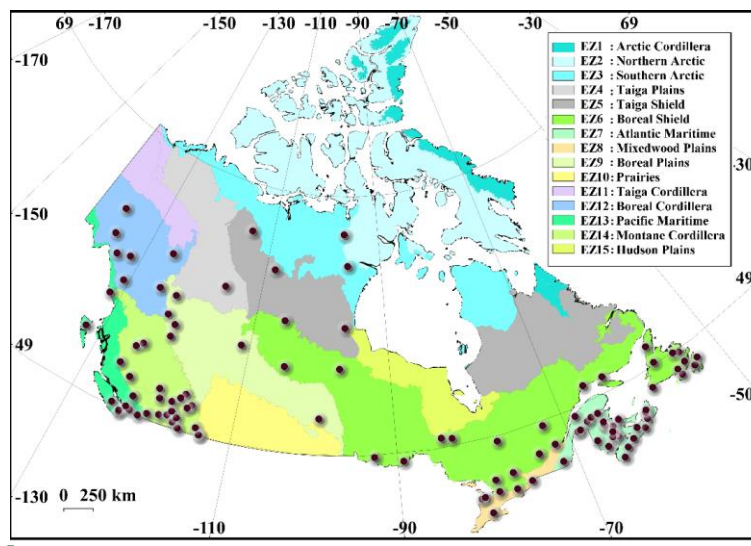 69 -170 -150 -130 -110 -90 -70 -50 -30 69
-170
EZ1 : Arctic Cordillera
EZ2 : Northern Arctic
EZ3 : Southern Arctic
EZ4 : Taiga Plains
EZ5 : Taiga Shield
EZ6 : Boreal Shield
EZ7 : Atlantic Maritime
EZ8 : Mixedwood Plains
EZ9 : Boreal Plains
EZ10 : Prairies
EZ11 : Taiga Cordillera
EZ12 : Boreal Cordillera
EZ13 : Pacific Maritime
EZ14 : Montane Cordillera
EZ15 : Hudson Plains
-30
-150
49
-50
-130
0 250 km
-110 -90 -70